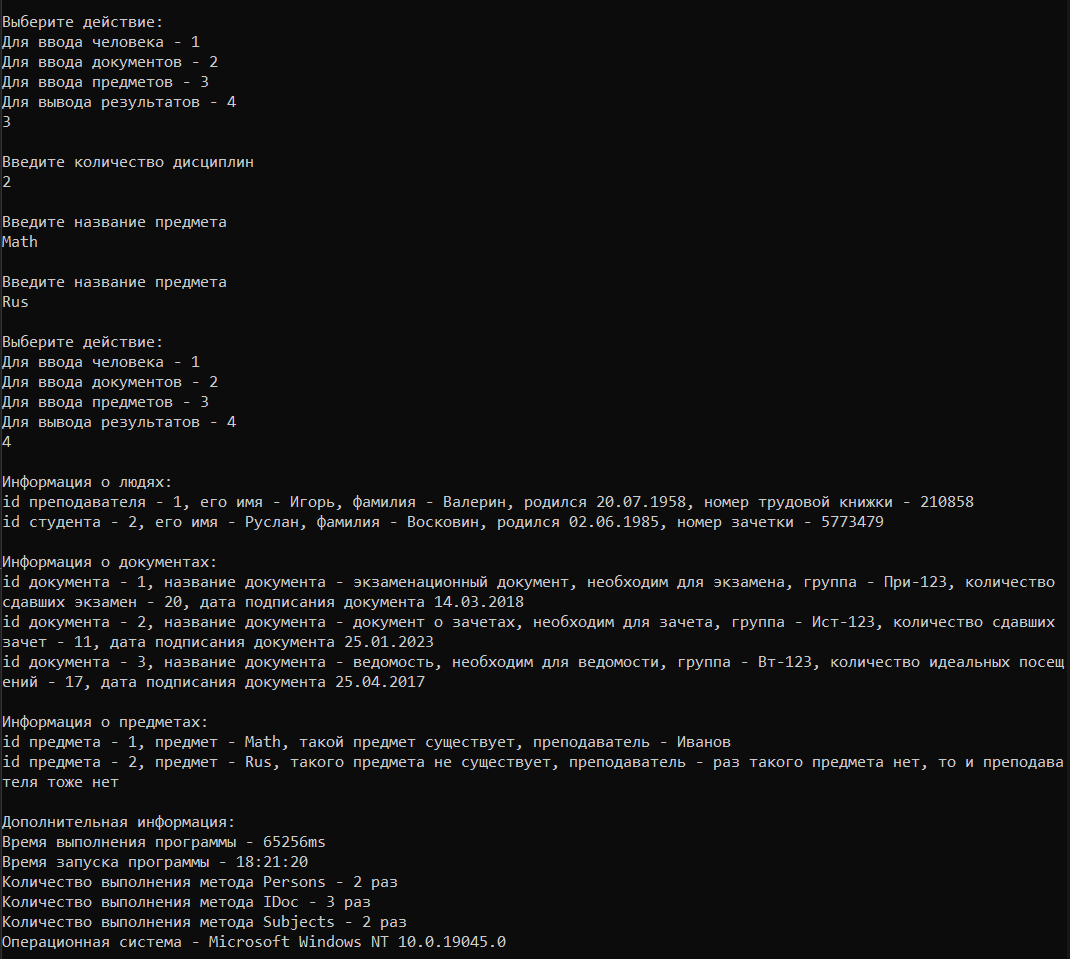 Выберите действие:
Для ввода человека - 1
Для ввода документов - 2
Для ввода предметов - 3
Для вывода результатов - 4
3
Введите количество дисциплин
2
Введите название предмета
Math
Введите название предмета
Rus
Выберите действие:
Для ввода человека - 1
Для ввода документов - 2
Для ввода предметов - 3
Для вывода результатов - 4
4
Информация о людях:
id преподавателя - 1, его имя - Игорь, фамилия - Валерин, родился 20.07.1958, номер трудовой книжки - 210858
id студента - 2, его имя - Руслан, фамилия - Восковин, родился 02.06.1985, номер зачетки - 5773479
Информация о документах:
id документа - 1, название документа - экзаменационный документ, необходим для экзамена, группа - При-123, количество
сдавших экзамен - 20, дата подписания документа 14.03.2018
id документа - 2, название документа - документ о зачетах, необходим для зачета, группа - Ист-123, количество сдавших
зачет - 11, дата подписания документа 25.01.2023
id документа - 3, название документа - ведомость, необходим для ведомости, группа - Вт-123, количество идеальных посещ
ений - 17, дата подписания документа 25.04.2017
Информация о предметах:
id предмета - 1, предмет - Math, такой предмет существует, преподаватель - Иванов
id предмета - 2, предмет - Rus, такого предмета не существует, преподаватель - раз такого предмета нет, то и преподава
теля тоже нет
Дополнительная информация:
Время выполнения программы - 65256ms
Время запуска программы - 18:21:20
Количество выполнения метода Persons - 2 раз
Количество выполнения метода IDoc - 3 раз
Количество выполнения метода Subjects - 2 раз
Операционная система - Microsoft Windows NT 10.0.19045.0